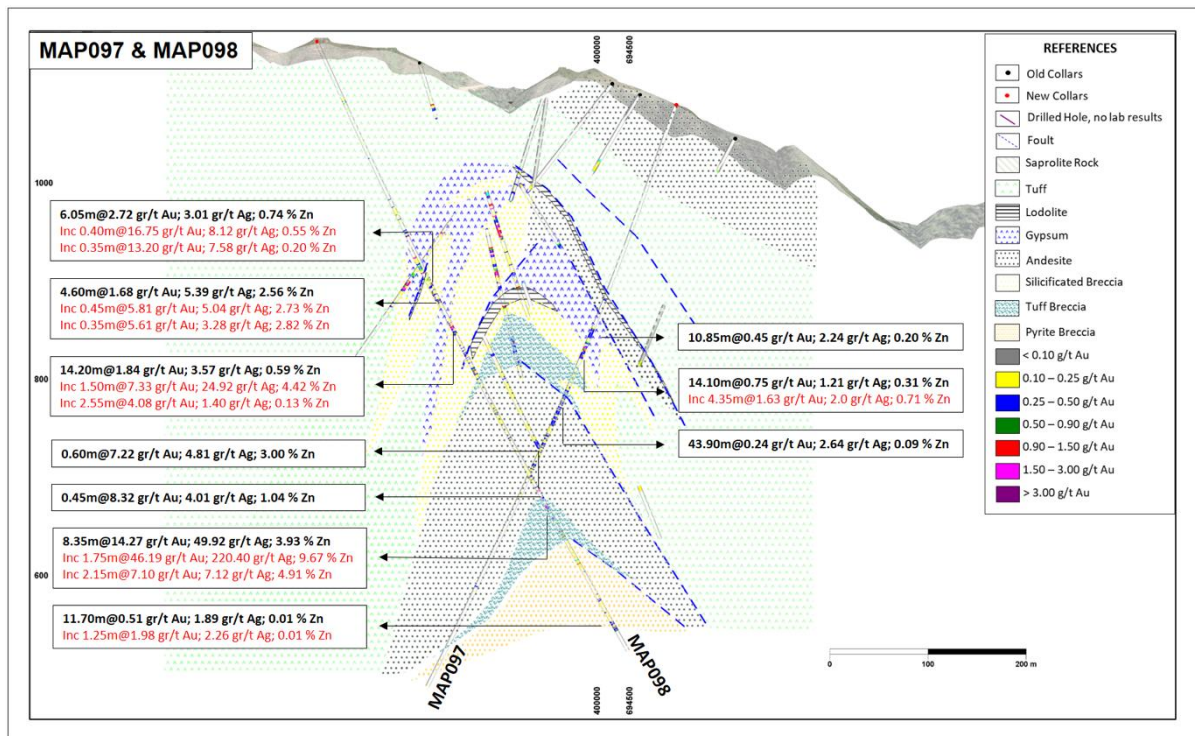 MAP097 & MAP098
400000
694500
1000
800
600
6.05m@2.72 gr/t Au; 3.01 gr/t Ag; 0.74 % Zn
Inc 0.40m@16.75 gr/t Au; 8.12 gr/t Ag; 0.55 % Zn
Inc 0.35m@13.20 gr/t Au; 7.58 gr/t Ag; 0.20 % Zn
4.60m@1.68 gr/t Au; 5.39 gr/t Ag; 2.56 % Zn
Inc 0.45m@5.81 gr/t Au; 5.04 gr/t Ag; 2.73 % Zn
Inc 0.35m@5.61 gr/t Au; 3.28 gr/t Ag; 2.82 % Zn
14.20m@1.84 gr/t Au; 3.57 gr/t Ag; 0.59 % Zn
Inc 1.50m@7.33 gr/t Au; 24.92 gr/t Ag; 4.42 % Zn
Inc 2.55m@4.08 gr/t Au; 1.40 gr/t Ag; 0.13 % Zn
0.60m@7.22 gr/t Au; 4.81 gr/t Ag; 3.00 % Zn
0.45m@8.32 gr/t Au; 4.01 gr/t Ag; 1.04 % Zn
8.35m@14.27 gr/t Au; 49.92 gr/t Ag; 3.93 % Zn
Inc 1.75m@46.19 gr/t Au; 220.40 gr/t Ag; 9.67 % Zn
Inc 2.15m@7.10 gr/t Au; 7.12 gr/t Ag; 4.91 % Zn
11.70m@0.51 gr/t Au; 1.89 gr/t Ag; 0.01 % Zn
Inc 1.25m@1.98 gr/t Au; 2.26 gr/t Ag; 0.01 % Zn
10.85m@0.45 gr/t Au; 2.24 gr/t Ag; 0.20 % Zn
14.10m@0.75 gr/t Au; 1.21 gr/t Ag; 0.31 % Zn
Inc 4.35m@1.63 gr/t Au; 2.0 gr/t Ag; 0.71 % Zn
43.90m@0.24 gr/t Au; 2.64 gr/t Ag; 0.09 % Zn
MAP097
MAP098
400000
694500
0 100 200 m
REFERENCES
Old Collars
New Collars
Drilled Hole, no lab results
Foult
Saprolite Rock
Tuff
Lodolite
Gypsum
Andesite
Silicificated Breccia
Tuff Breccia
Pyrite Breccia
< 0.10 g/t Au
0.10 – 0.25 g/t Au
0.25 – 0.50 g/t Au
0.50 – 0.90 g/t Au
0.90 – 1.50 g/t Au
1.50 – 3.00 g/t Au
> 3.00 g/t Au